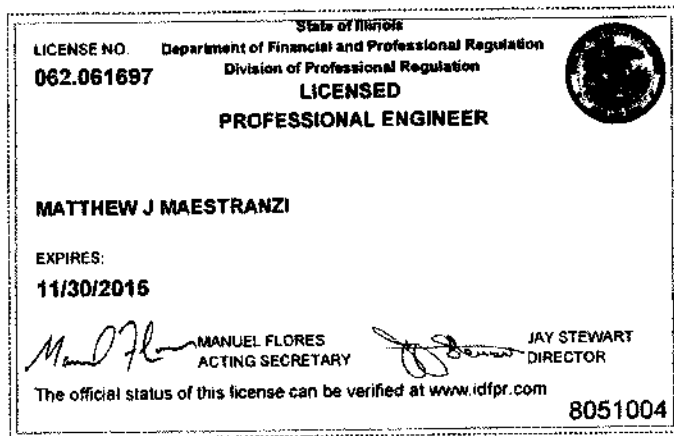 State of Illinois
LICENSE NO.
Department of Financial and Professional Regulation
062.061697
Division of Professional Regulation
LICENSED
PROFESSIONAL ENGINEER
MATTHEW J MAESTRANZI
EXPIRES:
11/30/2015
MANUEL FLORES
ACTING SECRETARY
JAY STEWART
DIRECTOR
The official status of this license can be verified at www.idfpr.com
8051004